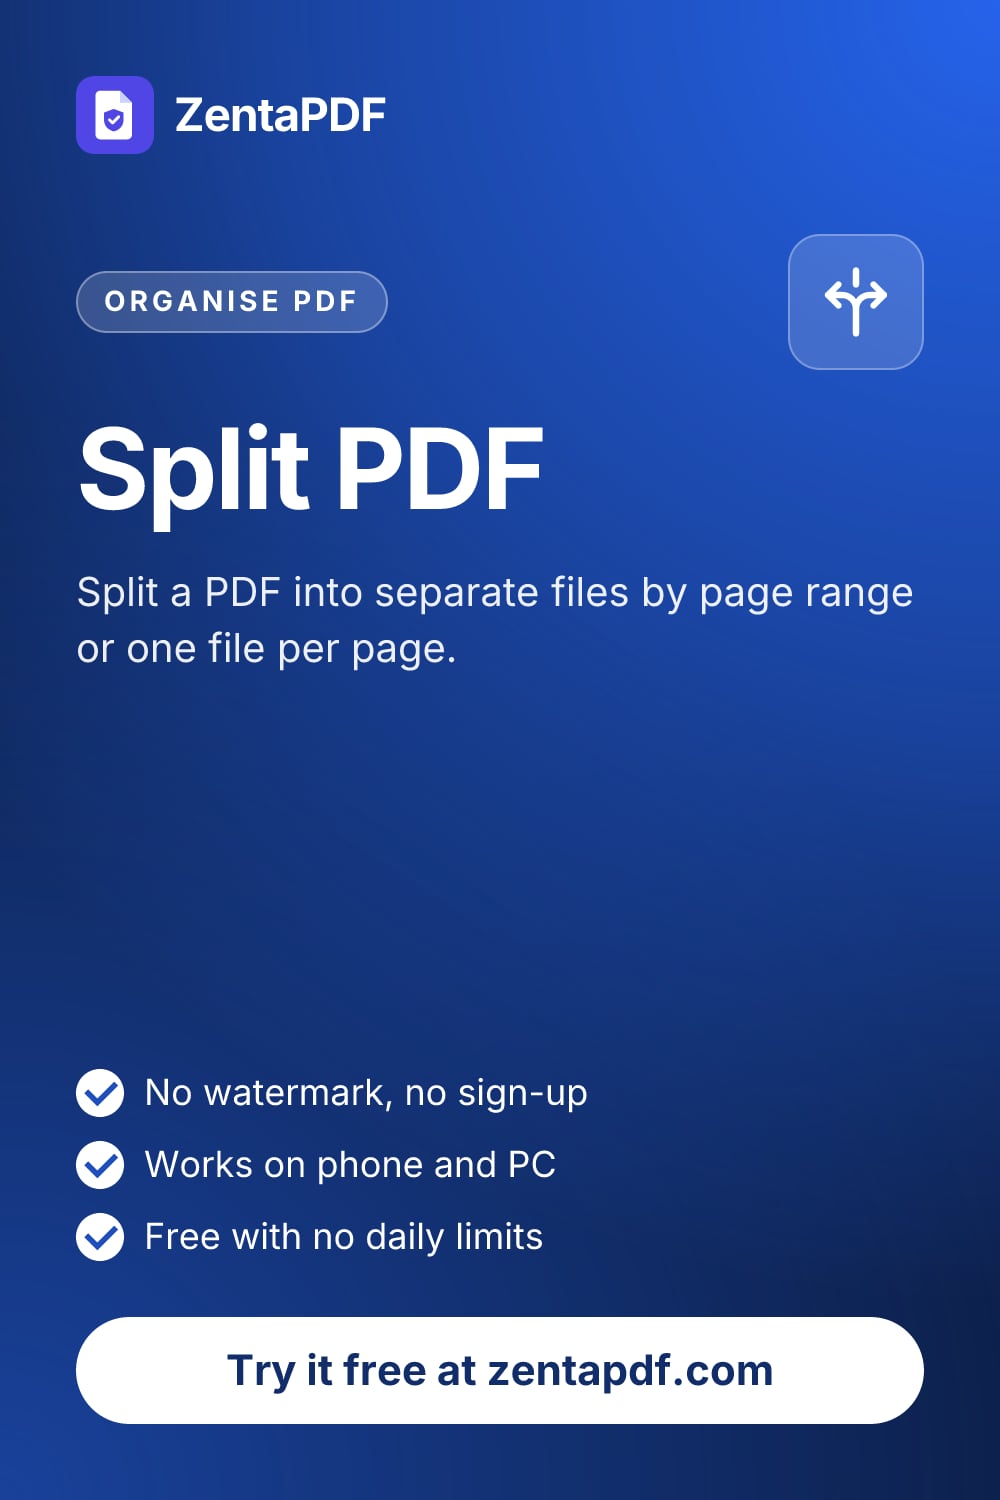 ZentaPDF
ORGANISE PDF
Split PDF
Split a PDF into separate files by page range
or one file per page.
No watermark, no sign-up
Works on phone and PC
Free with no daily limits
Try it free at zentapdf.com